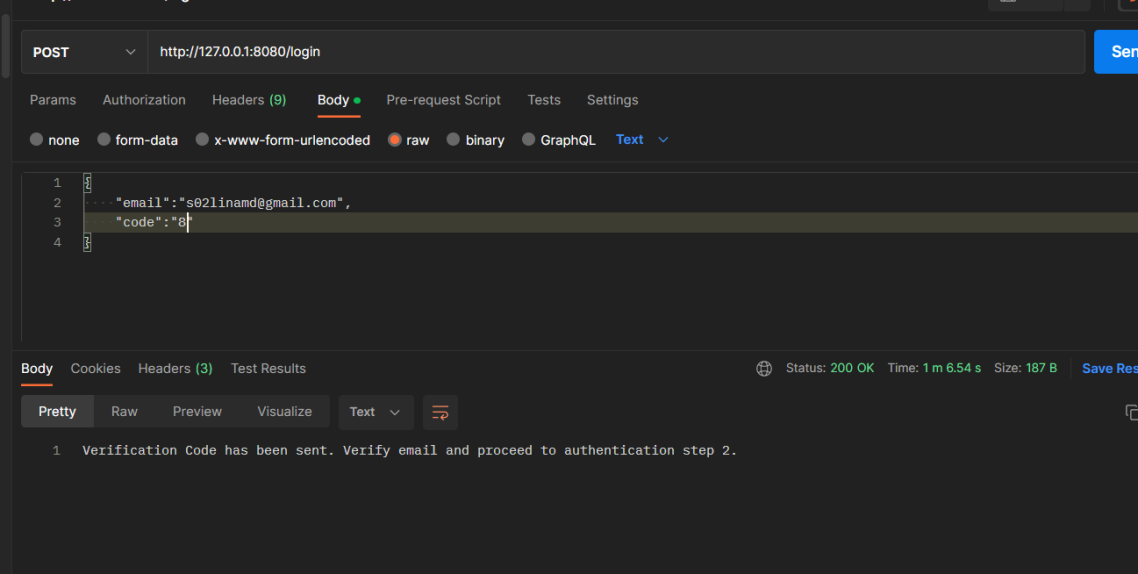 POST http://127.0.0.1:8080/login Sen
Params Authorization Headers (9) Body Pre-request Script Tests Settings
none form-data x-www-form-urlencoded raw binary GraphQL Text
1 {
2 "email":"s02linamd@gmail.com",
3 "code":"8"
4 }
Body Cookies Headers (3) Test Results Status: 200 OK Time: 1 m 6.54 s Size: 187 B Save Res
Pretty Raw Preview Visualize Text
1 Verification Code has been sent. Verify email and proceed to authentication step 2.